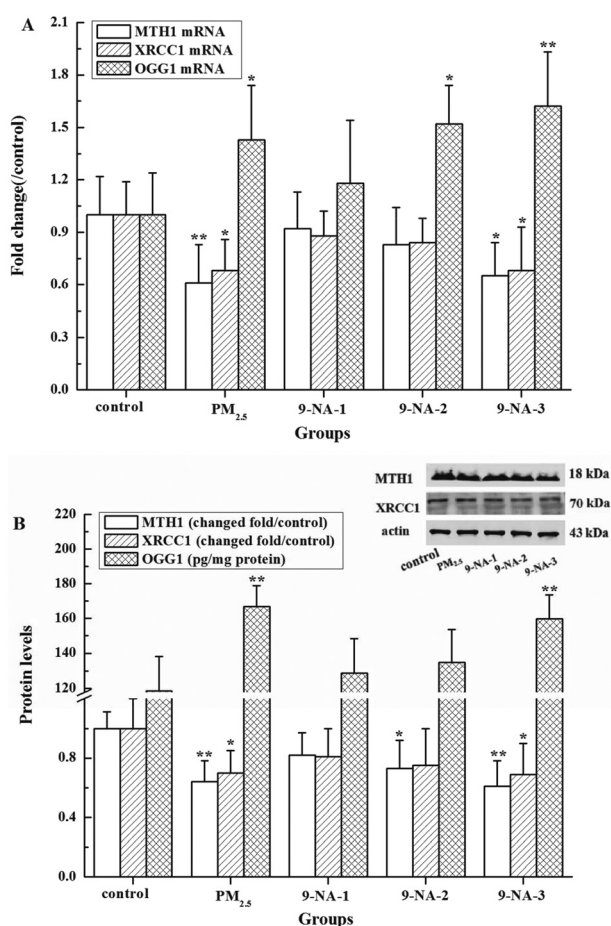 A
MTH1 mRNA
XRCC1 mRNA
OGG1 mRNA
Fold change(/control)
1.8
1.5
1.2
0.9
0.6
0.3
0.0
** * * * * * **
control PM2.5 9-NA-1 9-NA-2 9-NA-3
Groups
MTH1 18 kDa
XRCC1 70 kDa
actin 43 kDa
control PM2.5 9-NA-1 9-NA-2 9-NA-3
B
MTH1 (changed fold/control)
XRCC1 (changed fold/control)
OGG1 (pg/mg protein)
Protein levels
220
200
180
160
140
120
0.8
0.4
0.0
** * ** * ** * **
control PM2.5 9-NA-1 9-NA-2 9-NA-3
Groups